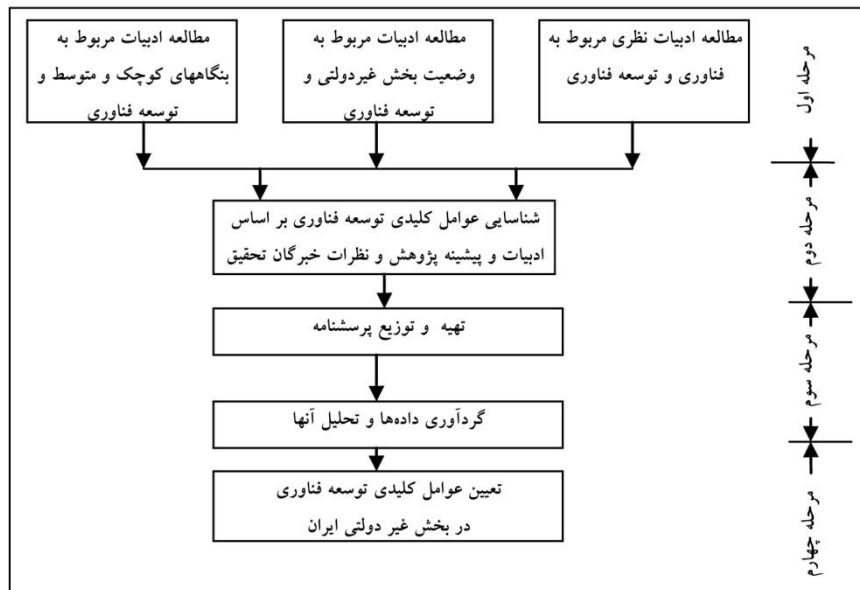 مطالعه ادبیات نظری مربوط به
فناوری و توسعه فناوری
مطالعه ادبیات مربوط به
وضعیت بخش غیردولتی و
توسعه فناوری
مطالعه ادبیات مربوط به
بنگاههای کوچک و متوسط و
توسعه فناوری
مرحله اول
شناسایی عوامل کلیدی توسعه فناوری بر اساس
ادبیات و پیشینه پژوهش و نظرات خبرگان تحقیق
مرحله دوم
تهیه و توزیع پرسشنامه
مرحله سوم
گردآوری داده‌ها و تحلیل آنها
تعیین عوامل کلیدی توسعه فناوری
در بخش غیر دولتی ایران
مرحله چهارم